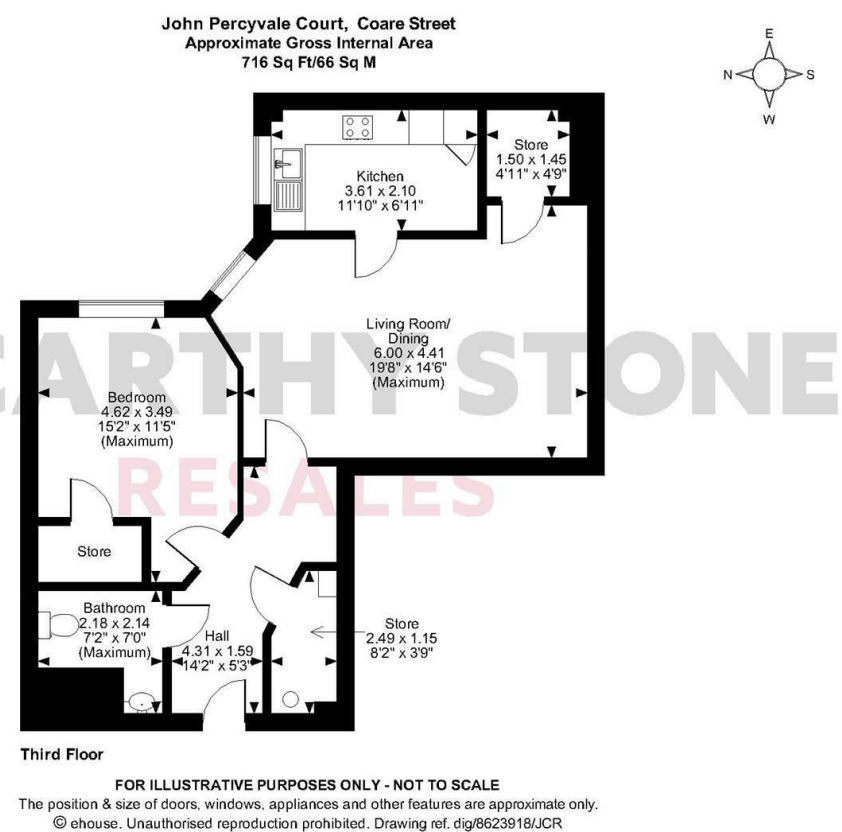 John Percyvale Court, Coare Street
Approximate Gross Internal Area
716 Sq Ft/66 Sq M
E
N
S
W
Store
1.50 x 1.45
4'11" x 4'9"
Kitchen
3.61 x 2.10
11'10" x 6'11"
Living Room/
Dining
6.00 x 4.41
19'8" x 14'6"
(Maximum)
CARTHY STONE
RESALES
Bedroom
4.62 x 3.49
15'2" x 11'5"
(Maximum)
Store
Bathroom
2.18 x 2.14
7'2" x 7'0"
(Maximum)
Hall
4.31 x 1.59
14'2" x 5'3"
Store
2.49 x 1.15
8'2" x 3'9"
Third Floor
FOR ILLUSTRATIVE PURPOSES ONLY - NOT TO SCALE
The position & size of doors, windows, appliances and other features are approximate only.
© ehouse. Unauthorised reproduction prohibited. Drawing ref. dig/8623918/JCR